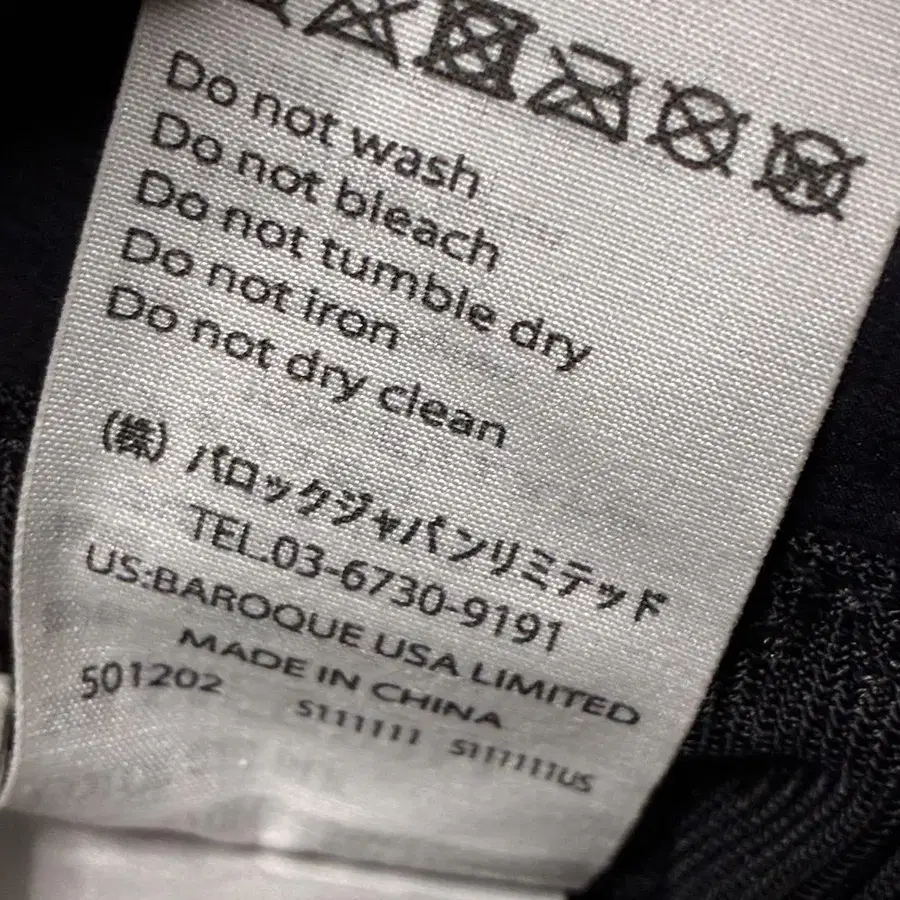 Do not wash
Do not bleach
Do not tumble dry
Do not iron
Do not dry clean
(株) バロックジャパンリミテッド
TEL.03-6730-9191
US:BAROQUE USA LIMITED
MADE IN CHINA
501202 S111111 S111111US